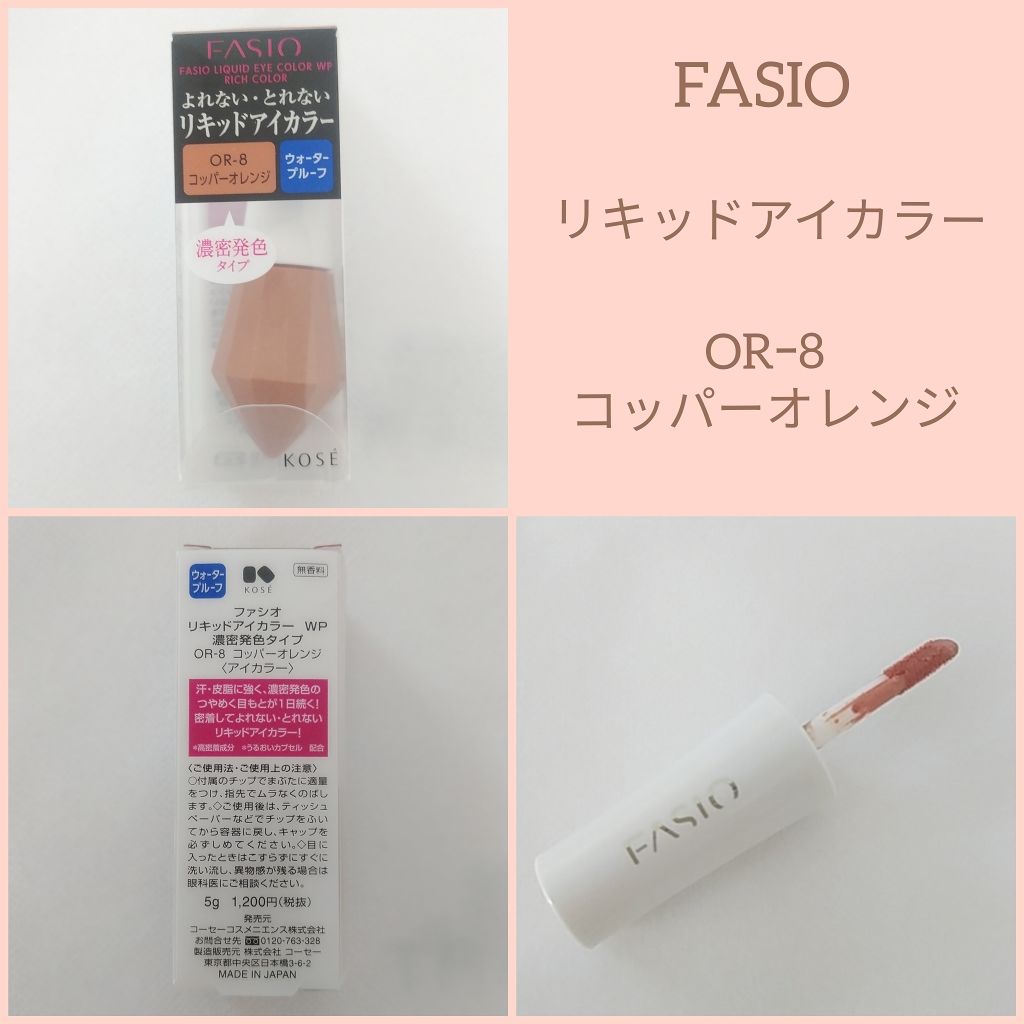 FASIO
FASIO LIQUID EYE COLOR WP
RICH COLOR
よれない・とれない
リキッドアイカラー
OR-8
コッパーオレンジ
ウォーター
プルーフ
濃密発色
タイプ
KOSÉ
FASIO
リキッドアイカラー
OR-8
コッパーオレンジ
ウォーター
プルーフ
KOSÉ
無香料
ファシオ
リキッドアイカラー WP
濃密発色タイプ
OR-8 コッパーオレンジ
〈アイカラー〉
汗・皮脂に強く、濃密発色の
つやめく目もとが1日続く!
密着してよれない・とれない
リキッドアイカラー!
*高密着成分 *うるおいカプセル 配合
〈ご使用法・ご使用上の注意〉
○付属のチップでまぶたに適量
をつけ、指先でムラなくのばし
ます。◇ご使用後は、ティッシュ
ペーパーなどでチップをふい
てから容器に戻し、キャップを
必ずしめてください。◇目に
入ったときはこすらずにすぐに
洗い流し、異物感が残る場合は
眼科医にご相談ください。
5g 1,200円(税抜)
発売元
コーセーコスメニエンス株式会社
お問合せ先 0120-763-328
製造販売元 株式会社 コーセー
東京都中央区日本橋3-6-2
MADE IN JAPAN
FASIO